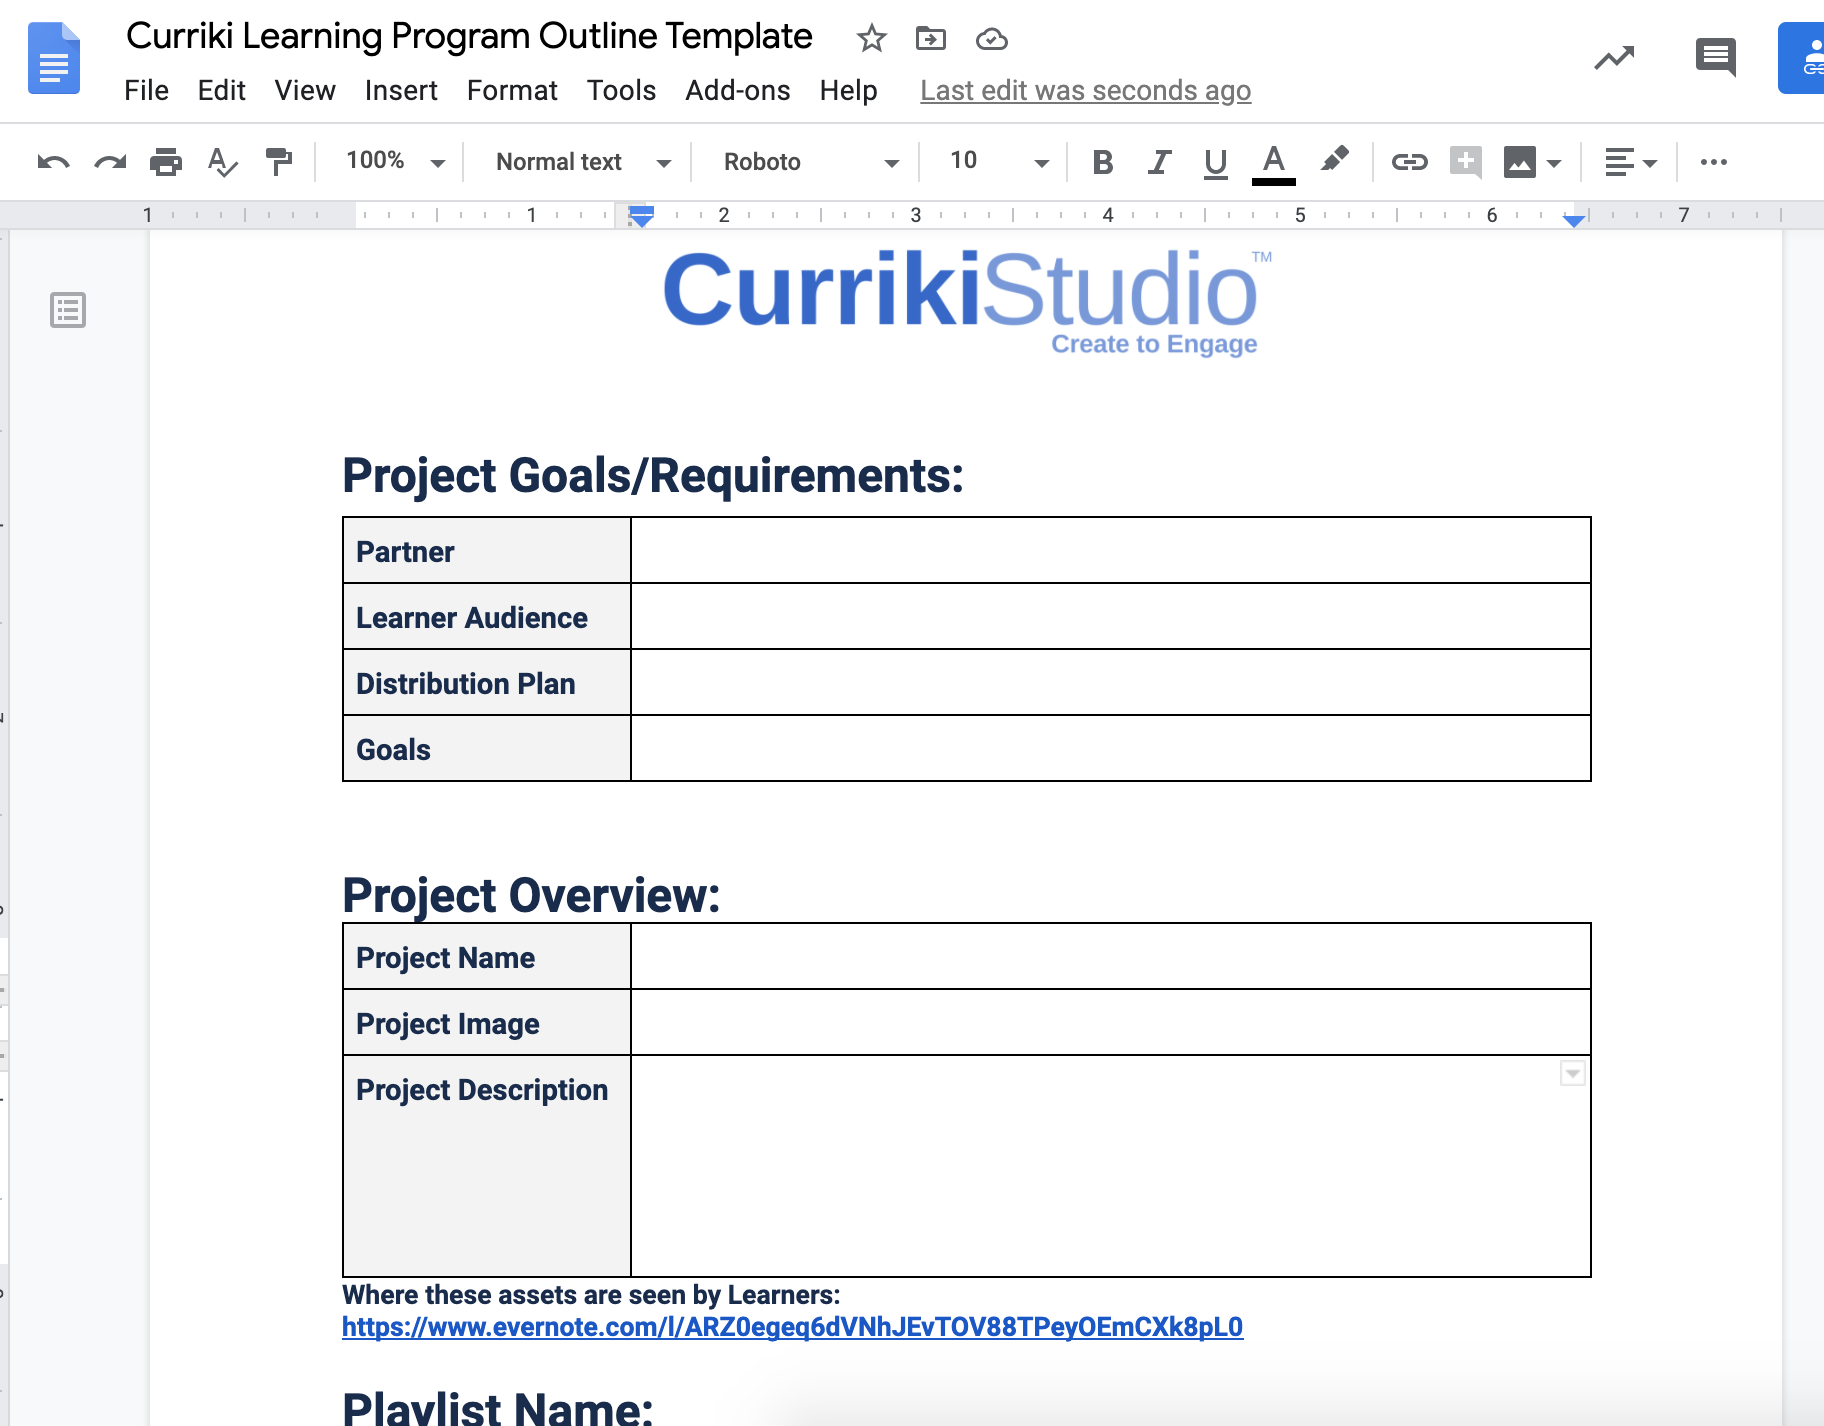 Curriki Learning Program Outline Template
File Edit View Insert Format Tools Add-ons Help Last edit was seconds ago
100% Normal text Roboto 10 B I U A
1 1 2 3 4 5 6 7
CurrikiStudio™
Create to Engage
Project Goals/Requirements:
Partner
Learner Audience
Distribution Plan
Goals
Project Overview:
Project Name
Project Image
Project Description
Where these assets are seen by Learners:
https://www.evernote.com/l/ARZ0egeq6dVNhJEvTOV88TPeyOEmCXk8pL0
Playlist Name: